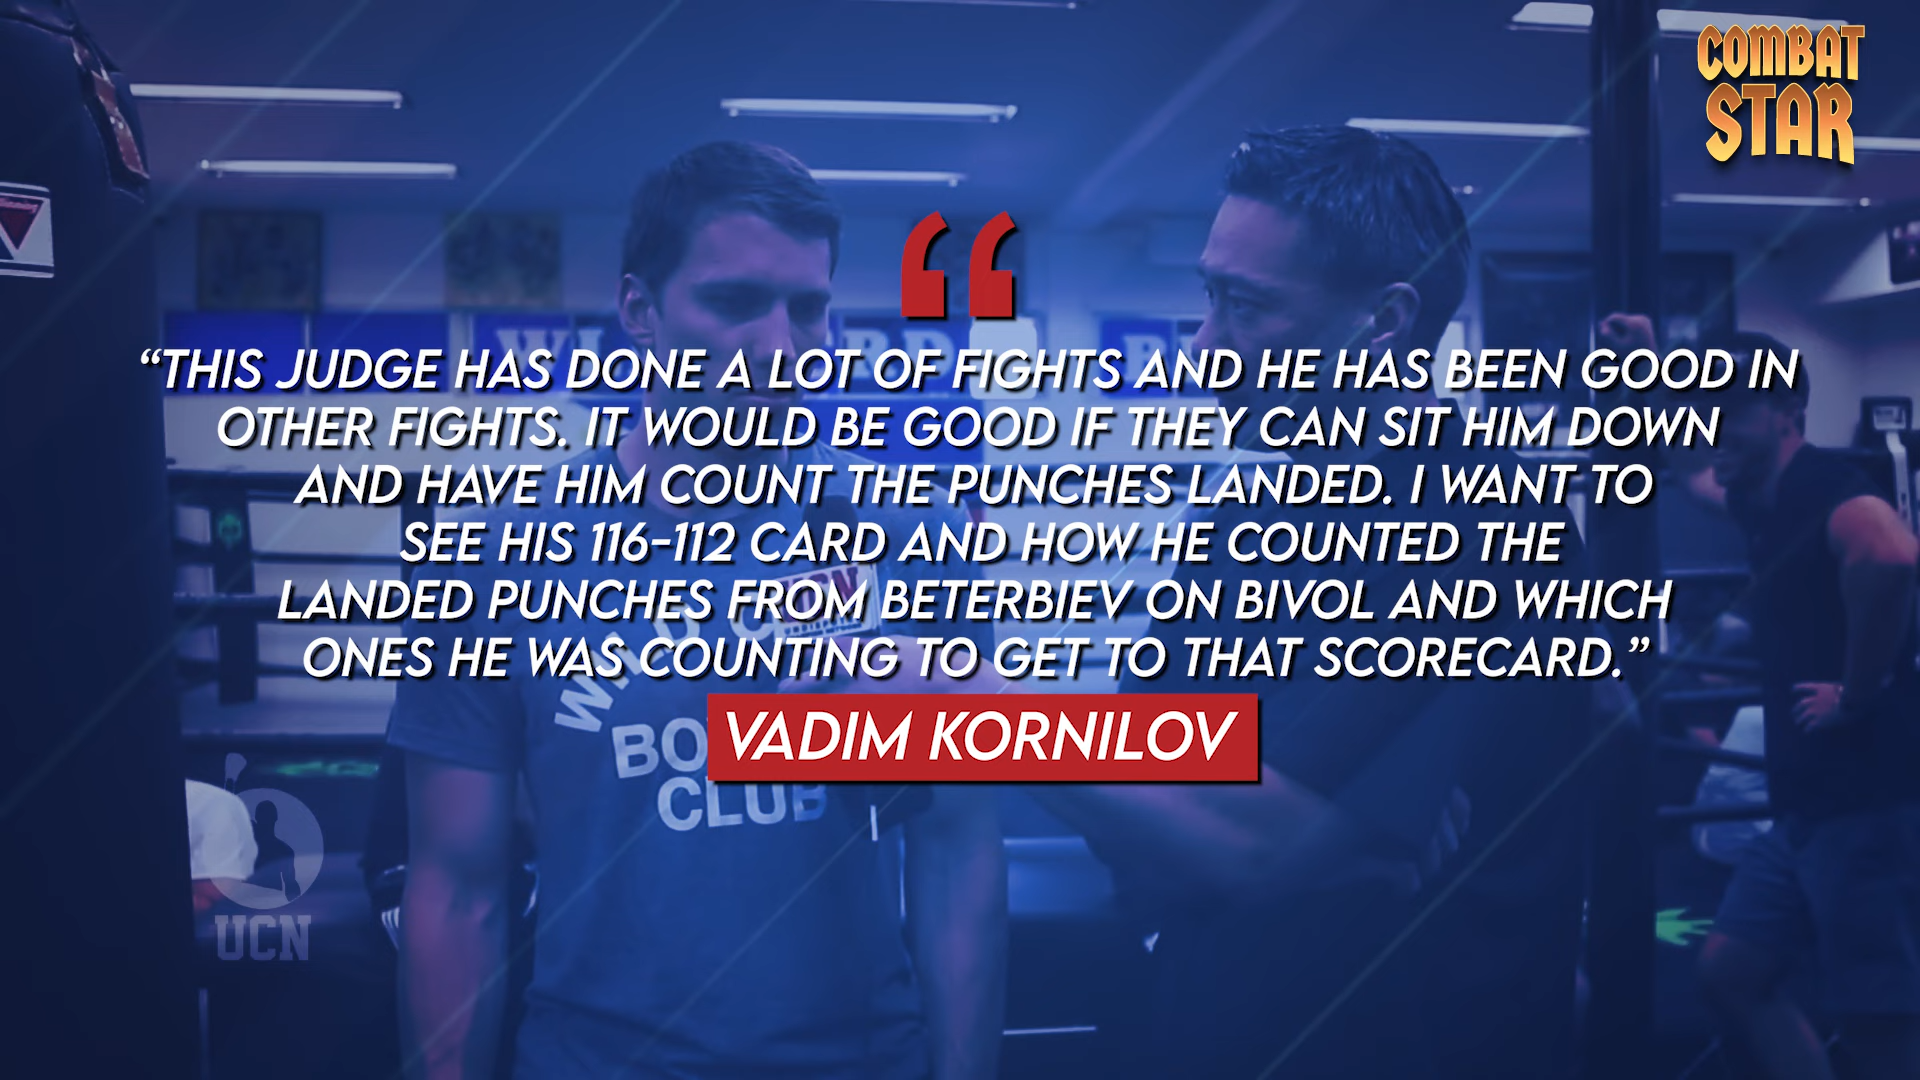 COMBAT
STAR
“THIS JUDGE HAS DONE A LOT OF FIGHTS AND HE HAS BEEN GOOD IN
OTHER FIGHTS. IT WOULD BE GOOD IF THEY CAN SIT HIM DOWN
AND HAVE HIM COUNT THE PUNCHES LANDED. I WANT TO
SEE HIS 116-112 CARD AND HOW HE COUNTED THE
LANDED PUNCHES FROM BETERBIEV ON BIVOL AND WHICH
ONES HE WAS COUNTING TO GET TO THAT SCORECARD.”
VADIM KORNILOV
WILD
CLUB
UCN
UCN